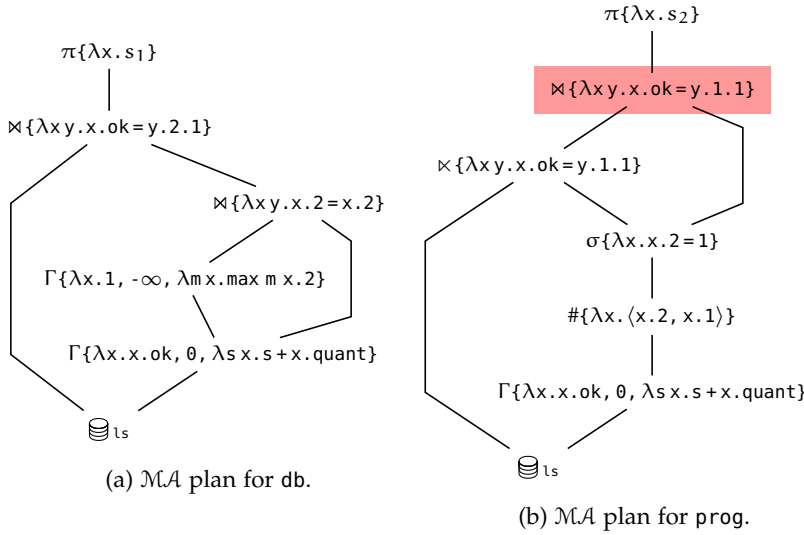 π{λx.s₁}
⋈{λx y.x.ok=y.2.1}
⋈{λx y.x.2=x.2}
Γ{λx.1, -∞, λm x.max m x.2}
Γ{λx.x.ok, 0, λs x.s+x.quant}
ls
(a) ℳ𝒜 plan for db.
π{λx.s₂}
⋈{λx y.x.ok=y.1.1}
⋉{λx y.x.ok=y.1.1}
σ{λx.x.2=1}
#{λx.⟨x.2, x.1⟩}
Γ{λx.x.ok, 0, λs x.s+x.quant}
ls
(b) ℳ𝒜 plan for prog.